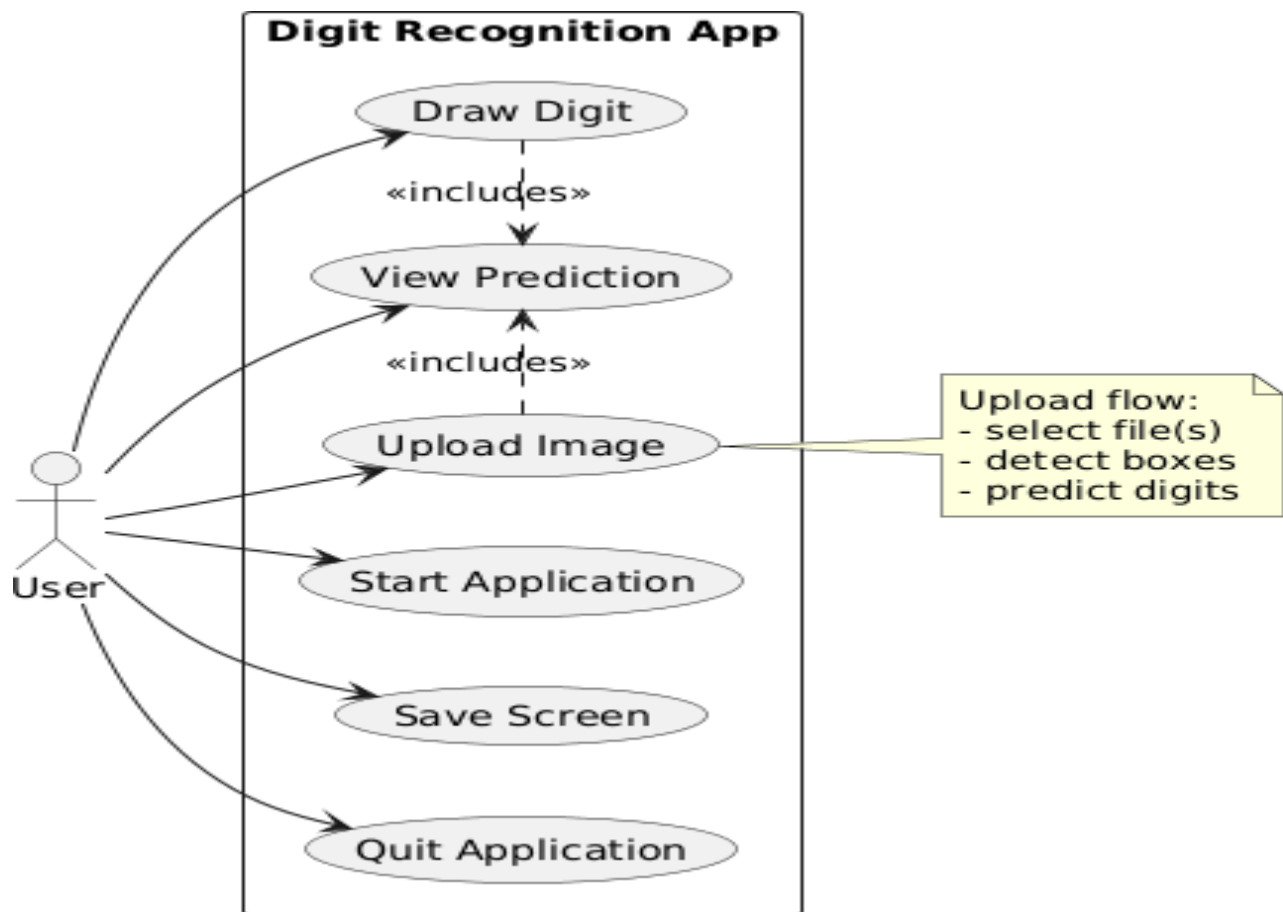 Digit Recognition App
Draw Digit
«includes»
View Prediction
«includes»
Upload Image
Upload flow:
- select file(s)
- detect boxes
- predict digits
Start Application
User
Save Screen
Quit Application